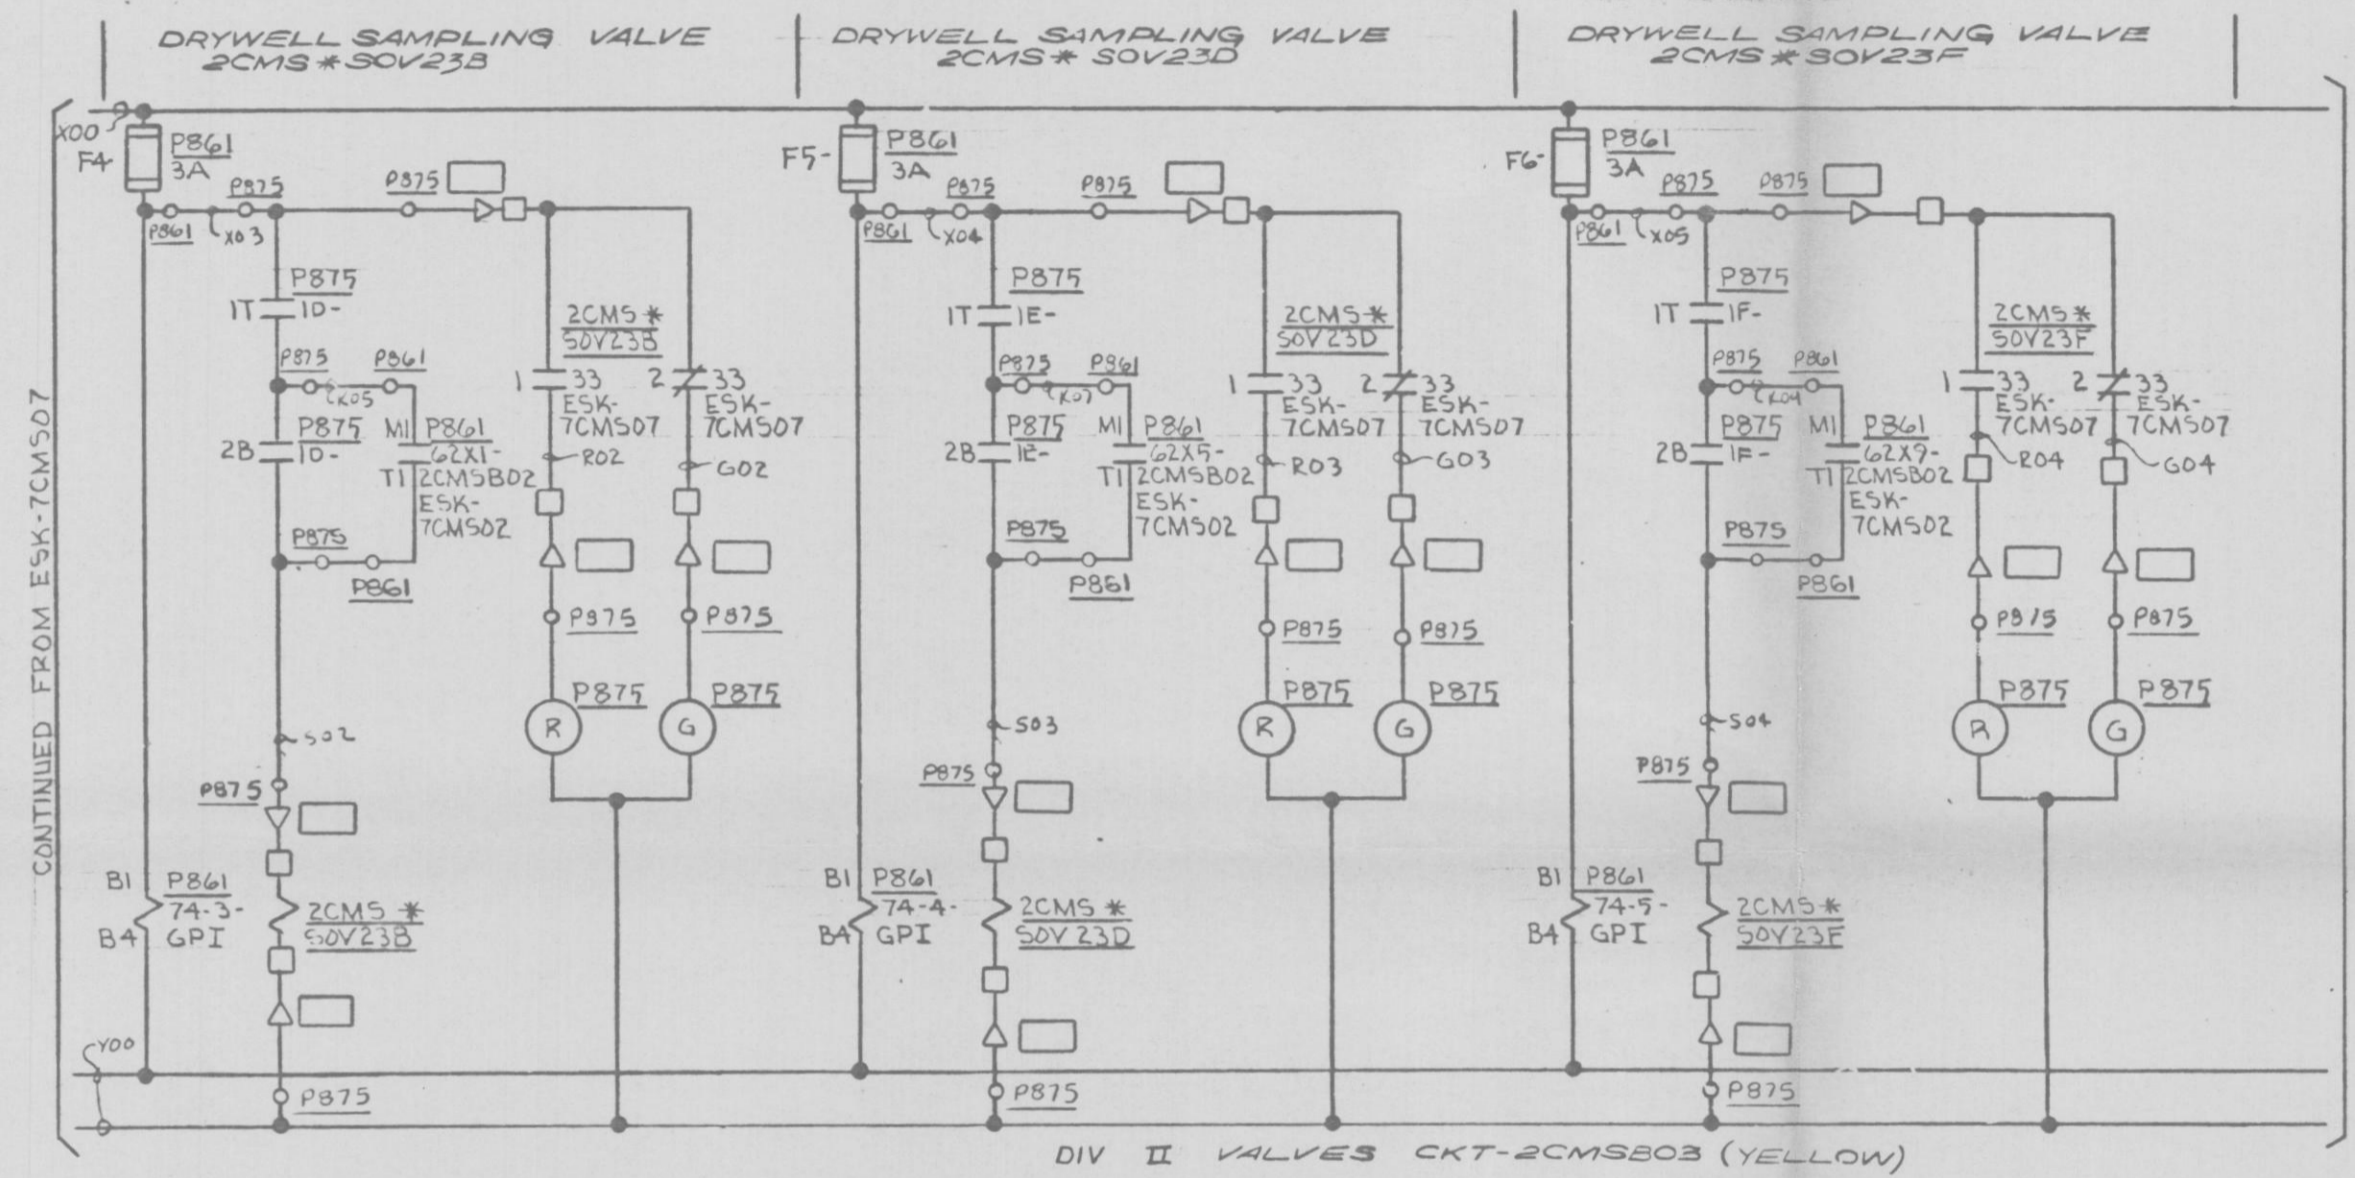 DRYWELL SAMPLING VALVE
2CMS*SOV23B
DRYWELL SAMPLING VALVE
2CMS* SOV23D
DRYWELL SAMPLING VALVE
2CMS*SOV23F
CONTINUED FROM ESK-7CMS07
X00
F4-
P861
3A
P875
P875
P861
X03
P875
1T
1D-
P875
P861
X05
2B
P875
1D-
M1
P861
62X1-
T1
2CMSB02
ESK-
7CMS02
P875
P861
S02
P875
B1
P861
74-3-
B4
GPI
2CMS *
SOV23B
P875
Y00
2CMS*
SOV23B
1
33
ESK-
7CMS07
R02
2
33
ESK-
7CMS07
G02
P875
P875
P875
R
P875
G
F5-
P861
3A
P875
P875
P861
X04
P875
1T
1E-
P875
P861
X07
2B
P875
1E-
M1
P861
62X5-
T1
2CMSB02
ESK-
7CMS02
P875
P861
S03
P875
B1
P861
74-4-
B4
GPI
2CMS *
SOV 23D
P875
2CMS*
SOV23D
1
33
ESK-
7CMS07
R03
2
33
ESK-
7CMS07
G03
P875
P875
P875
R
P875
G
F6-
P861
3A
P875
P875
P861
X05
P875
1T
1F-
P875
P861
X09
2B
P875
1F-
M1
P861
62X9-
T1
2CMSB02
ESK-
7CMS02
P875
P861
S04
P875
B1
P861
74-5-
B4
GPI
2CMS*
SOV23F
P875
2CMS*
SOV23F
1
33
ESK-
7CMS07
R04
2
33
ESK-
7CMS07
G04
P875
P875
P875
R
P875
G
DIV II VALVES CKT-2CMSB03 (YELLOW)